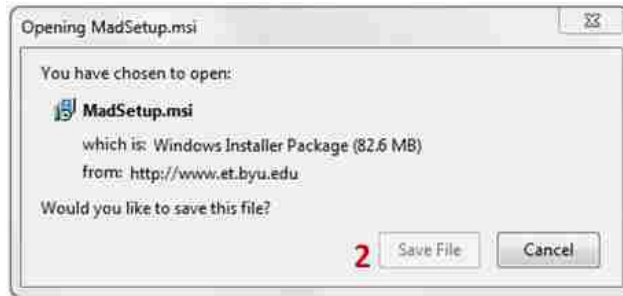 Opening MadSetup.msi
You have chosen to open:
MadSetup.msi
which is: Windows Installer Package (82.6 MB)
from: http://www.et.byu.edu
Would you like to save this file?
2 Save File Cancel